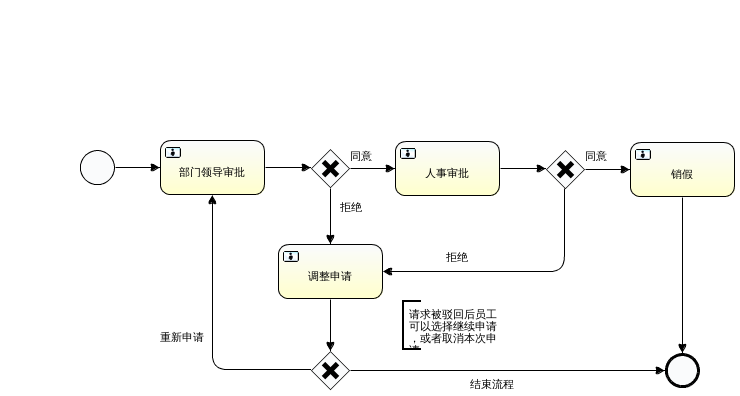 同意
同意
部门领导审批
人事审批
销假
拒绝
拒绝
调整申请
请求被驳回后员工
可以选择继续申请
，或者取消本次申
重新申请
结束流程